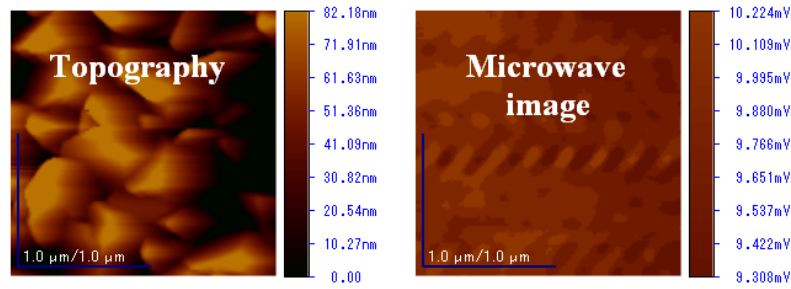 Topography
1.0 μm/1.0 μm
82.18nm
71.91nm
61.63nm
51.36nm
41.09nm
30.82nm
20.54nm
10.27nm
0.00
Microwave
image
1.0 μm/1.0 μm
10.224mV
10.109mV
9.995mV
9.880mV
9.766mV
9.651mV
9.537mV
9.422mV
9.308mV